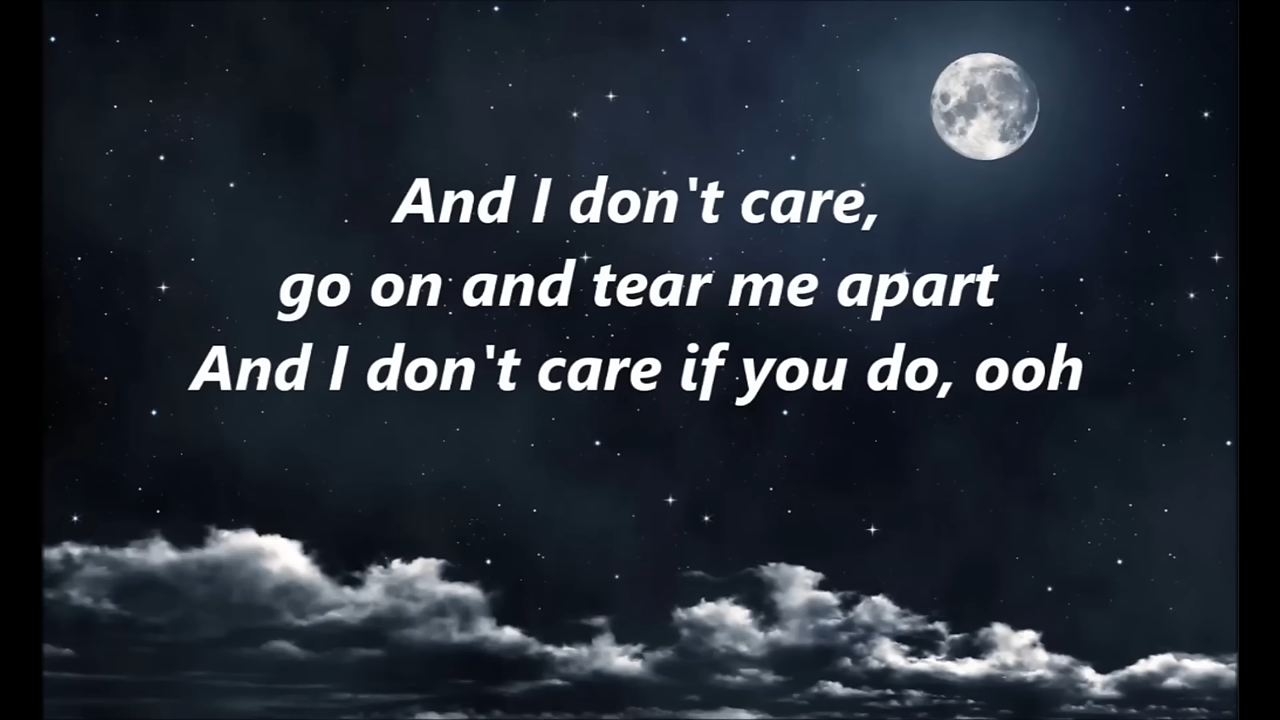 And I don't care,
go on and tear me apart
And I don't care if you do, ooh